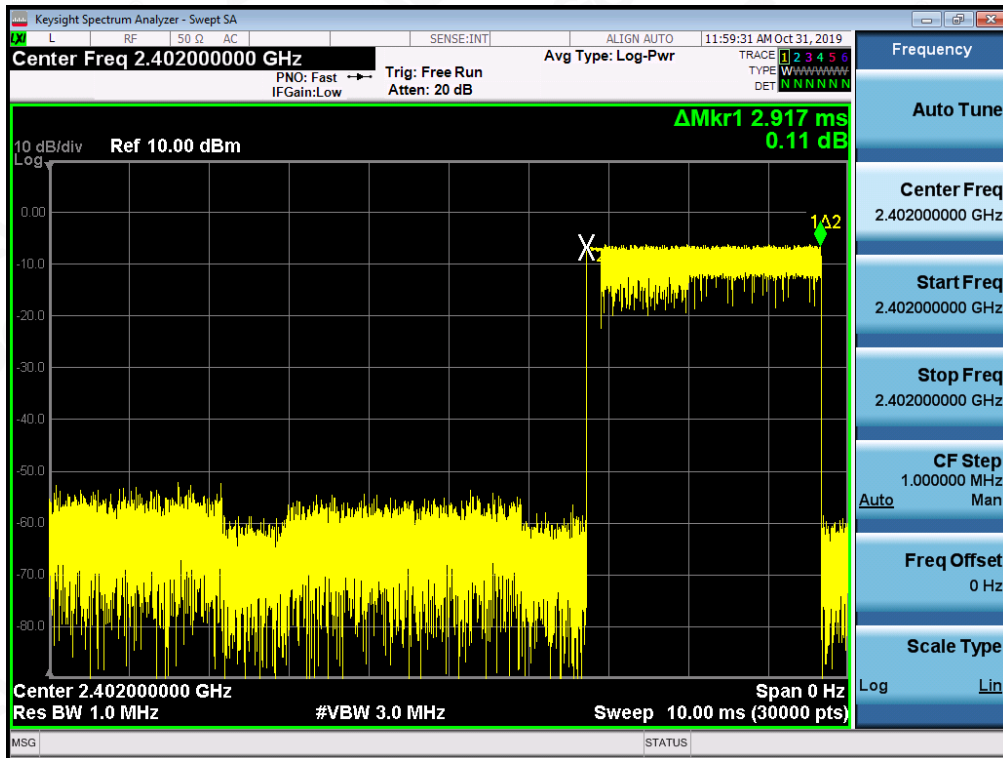 Keysight Spectrum Analyzer - Swept SA
LXI L RF 50 Ω AC SENSE:INT ALIGN AUTO 11:59:31 AM Oct 31, 2019
Center Freq 2.402000000 GHz
PNO: Fast
IFGain:Low
Trig: Free Run
Atten: 20 dB
Avg Type: Log-Pwr
TRACE 1 2 3 4 5 6
TYPE WWWWWW
DET N N N N N N
ΔMkr1 2.917 ms
0.11 dB
10 dB/div Ref 10.00 dBm
Log
1Δ2
0.00
-10.0
-20.0
-30.0
-40.0
-50.0
-60.0
-70.0
-80.0
Center 2.402000000 GHz Span 0 Hz
Res BW 1.0 MHz #VBW 3.0 MHz Sweep 10.00 ms (30000 pts)
MSG STATUS
Frequency
Auto Tune
Center Freq
2.402000000 GHz
Start Freq
2.402000000 GHz
Stop Freq
2.402000000 GHz
CF Step
1.000000 MHz
Auto Man
Freq Offset
0 Hz
Scale Type
Log Lin